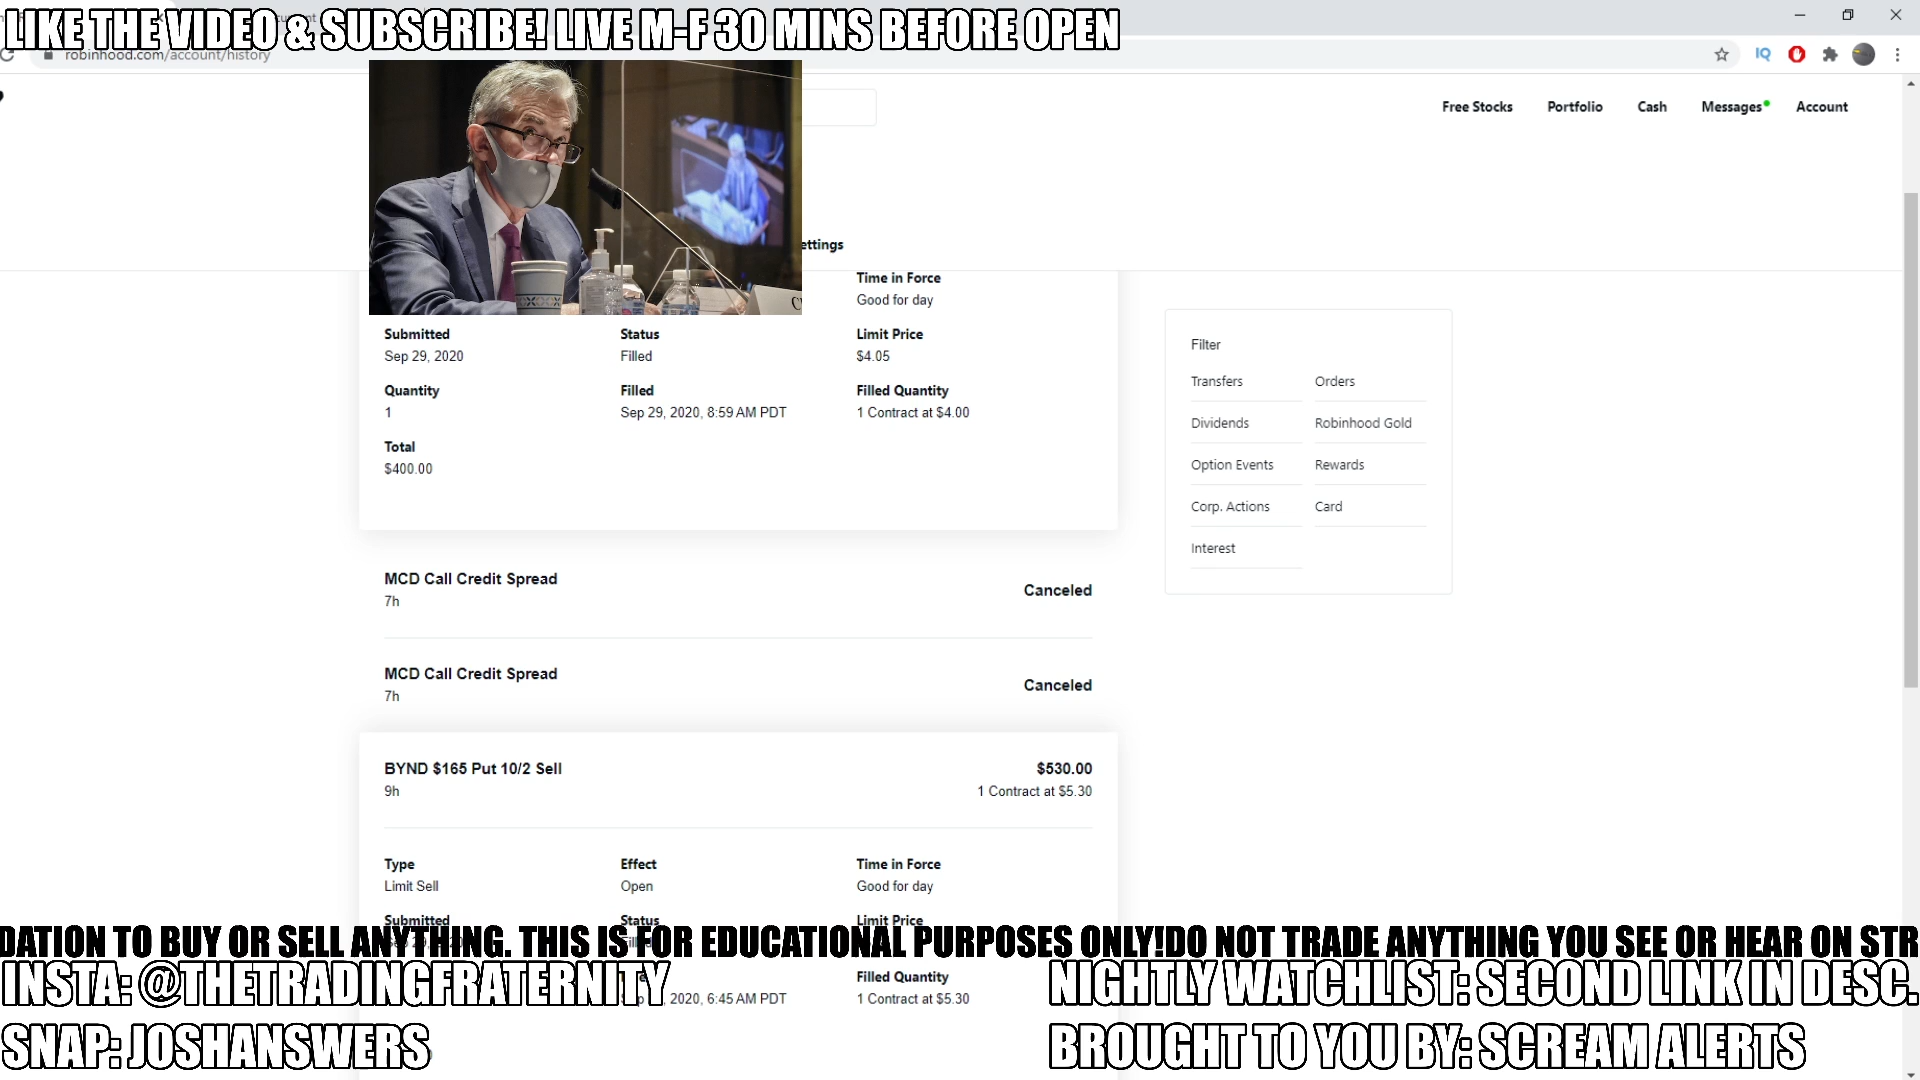 LIKE THE VIDEO & SUBSCRIBE! LIVE M-F 30 MINS BEFORE OPEN
robinhood.com/account/history
IQ
Free Stocks Portfolio Cash Messages Account
ettings
Time in Force
Good for day
Submitted Status Limit Price
Sep 29, 2020 Filled $4.05
Quantity Filled Filled Quantity
1 Sep 29, 2020, 8:59 AM PDT 1 Contract at $4.00
Total
$400.00
Filter
Transfers Orders
Dividends Robinhood Gold
Option Events Rewards
Corp. Actions Card
Interest
MCD Call Credit Spread
7h
Canceled
MCD Call Credit Spread
7h
Canceled
BYND $165 Put 10/2 Sell $530.00
9h 1 Contract at $5.30
Type Effect Time in Force
Limit Sell Open Good for day
Submitted Status Limit Price
DATION TO BUY OR SELL ANYTHING. THIS IS FOR EDUCATIONAL PURPOSES ONLY!DO NOT TRADE ANYTHING YOU SEE OR HEAR ON STR
Filled Quantity
, 2020, 6:45 AM PDT 1 Contract at $5.30
INSTA: @THETRADINGFRATERNITY NIGHTLY WATCHLIST: SECOND LINK IN DESC.
SNAP: JOSHANSWERS BROUGHT TO YOU BY: SCREAM ALERTS